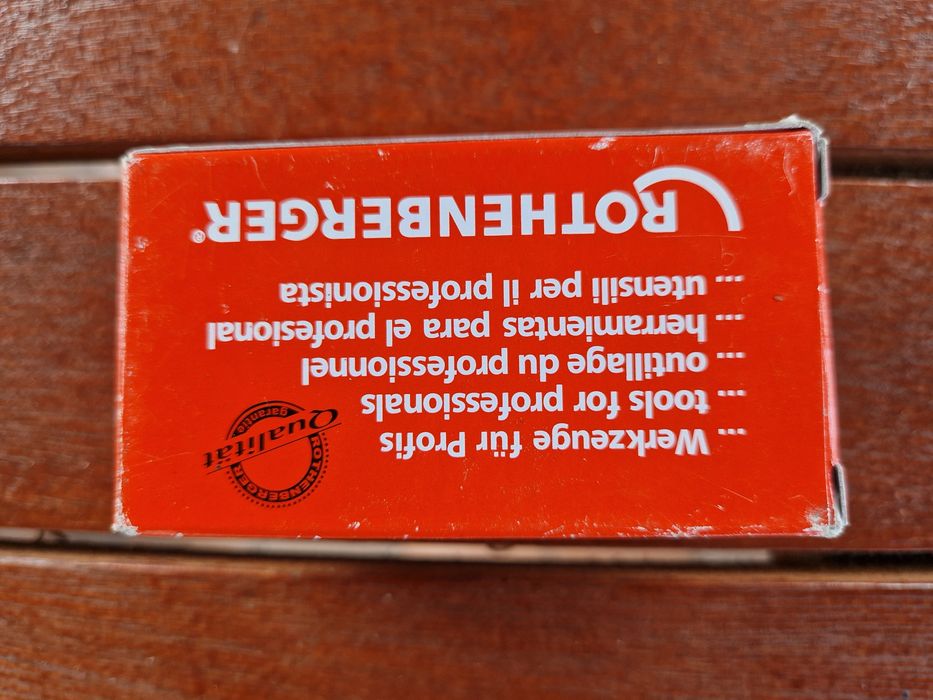 ... Werkzeuge für Profis
... tools for professionals
... outillage du professionnel
... herramientas para el profesional
... utensili per il professionista
ROTHENBERGER®
ROTHENBERGER
Qualität
garantie